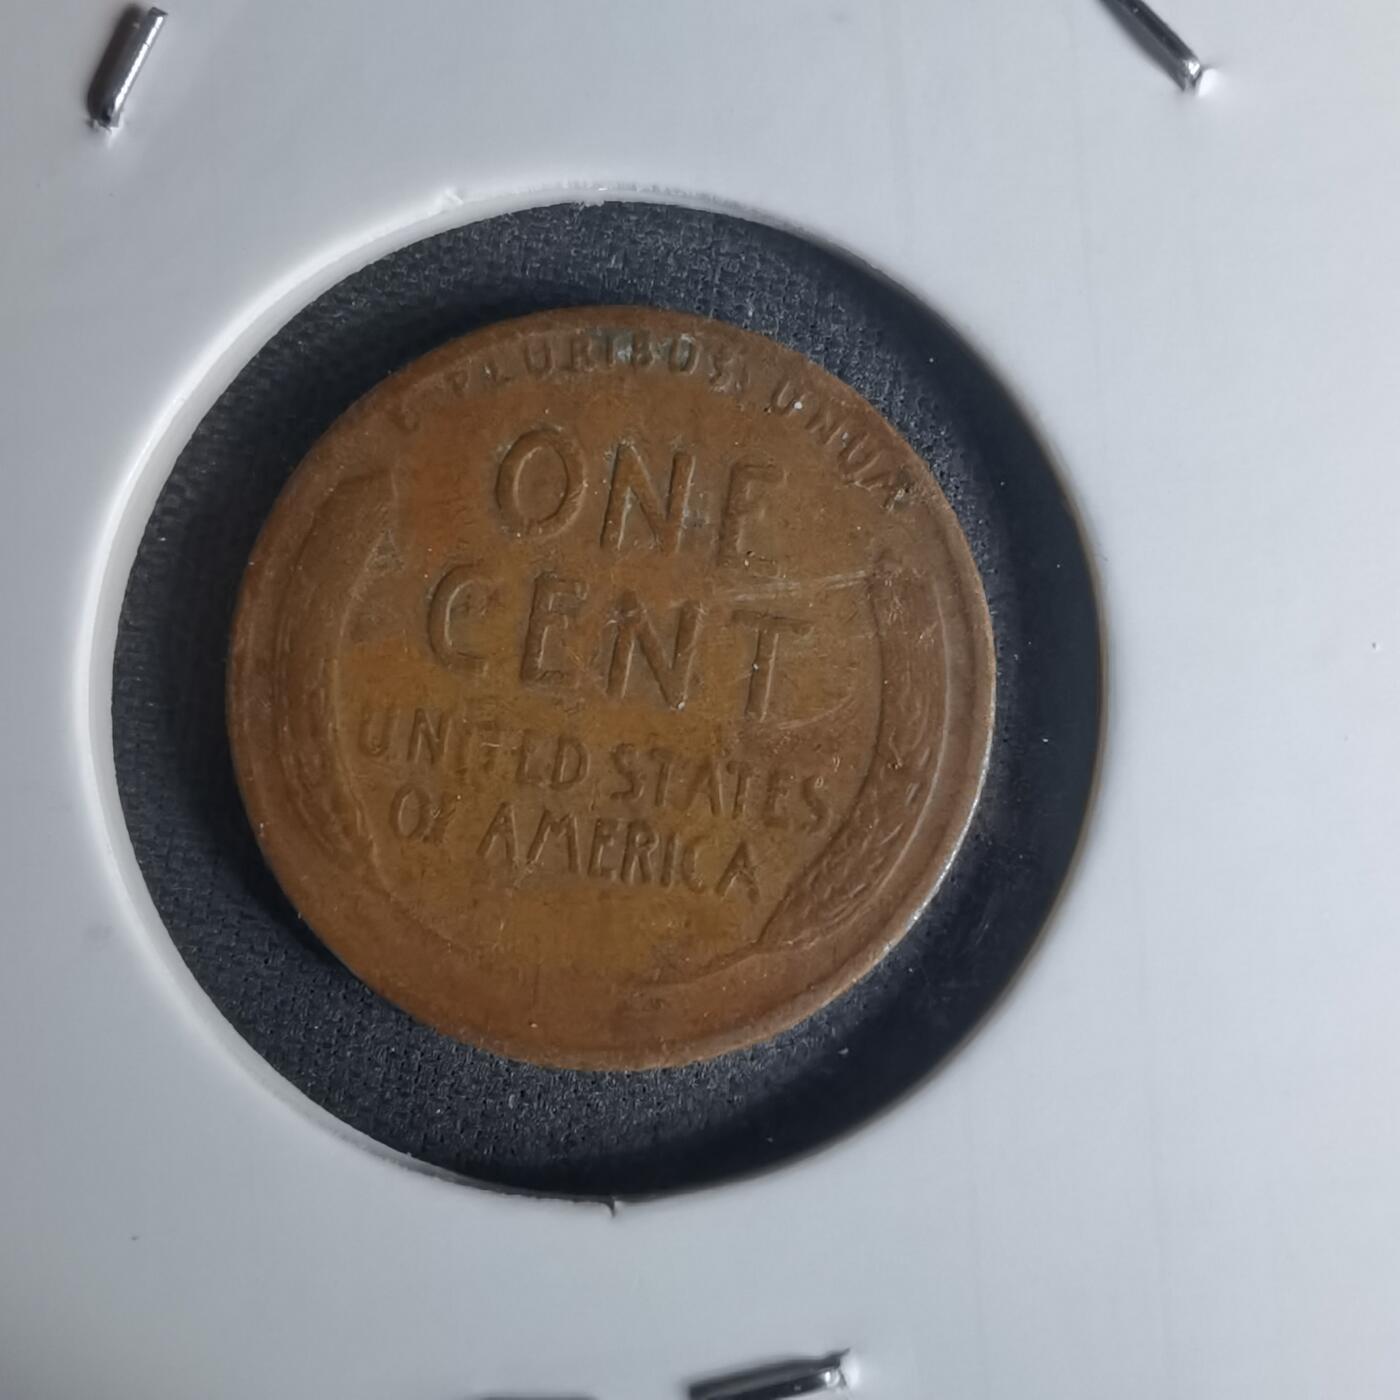 E PLURIBUS UNUM
ONE
CENT
UNITED STATES
OF AMERICA